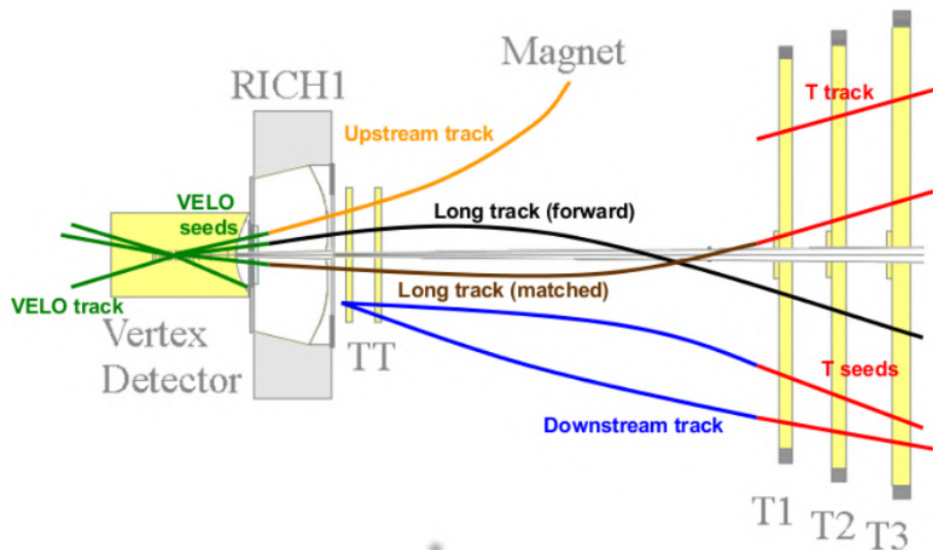 Magnet
RICH1
T track
Upstream track
VELO
seeds
Long track (forward)
Long track (matched)
VELO track
Vertex
Detector
TT
T seeds
Downstream track
T1
T2
T3